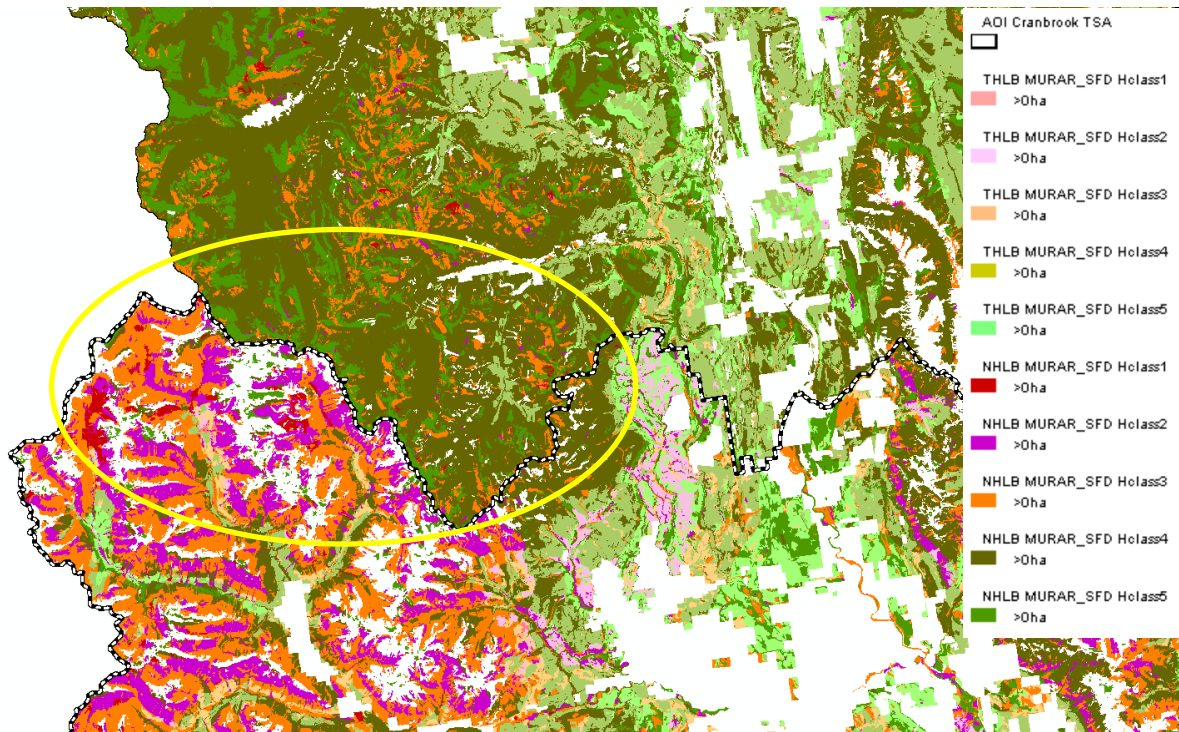 AOI Cranbrook TSA
THLB MURAR_SFD Hclass1
>0ha
THLB MURAR_SFD Hclass2
>0ha
THLB MURAR_SFD Hclass3
>0ha
THLB MURAR_SFD Hclass4
>0ha
THLB MURAR_SFD Hclass5
>0ha
NHLB MURAR_SFD Hclass1
>0ha
NHLB MURAR_SFD Hclass2
>0ha
NHLB MURAR_SFD Hclass3
>0ha
NHLB MURAR_SFD Hclass4
>0ha
NHLB MURAR_SFD Hclass5
>0ha